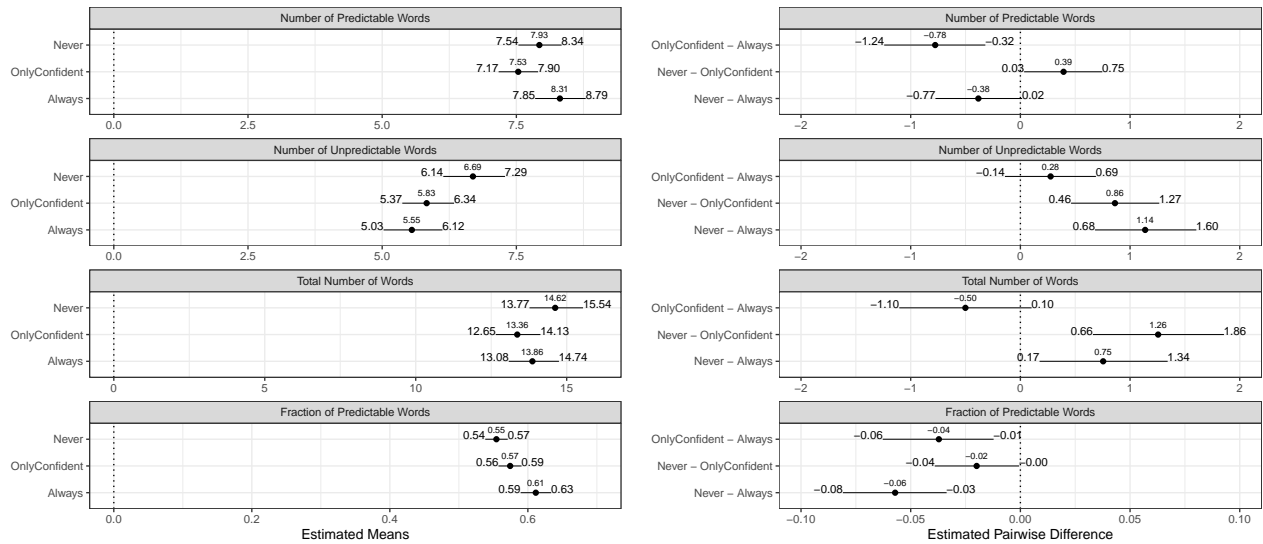 Number of Predictable Words
Never 7.54 7.93 8.34
OnlyConfident 7.17 7.53 7.90
Always 7.85 8.31 8.79
0.0 2.5 5.0 7.5
Number of Unpredictable Words
Never 6.14 6.69 7.29
OnlyConfident 5.37 5.83 6.34
Always 5.03 5.55 6.12
0.0 2.5 5.0 7.5
Total Number of Words
Never 13.77 14.62 15.54
OnlyConfident 12.65 13.36 14.13
Always 13.08 13.86 14.74
0 5 10 15
Fraction of Predictable Words
Never 0.54 0.55 0.57
OnlyConfident 0.56 0.57 0.59
Always 0.59 0.61 0.63
0.0 0.2 0.4 0.6
Estimated Means
Number of Predictable Words
OnlyConfident − Always −1.24 −0.78 −0.32
Never − OnlyConfident 0.03 0.39 0.75
Never − Always −0.77 −0.38 0.02
−2 −1 0 1 2
Number of Unpredictable Words
OnlyConfident − Always −0.14 0.28 0.69
Never − OnlyConfident 0.46 0.86 1.27
Never − Always 0.68 1.14 1.60
−2 −1 0 1 2
Total Number of Words
OnlyConfident − Always −1.10 −0.50 0.10
Never − OnlyConfident 0.66 1.26 1.86
Never − Always 0.17 0.75 1.34
−2 −1 0 1 2
Fraction of Predictable Words
OnlyConfident − Always −0.06 −0.04 −0.01
Never − OnlyConfident −0.04 −0.02 −0.00
Never − Always −0.08 −0.06 −0.03
−0.10 −0.05 0.00 0.05 0.10
Estimated Pairwise Difference